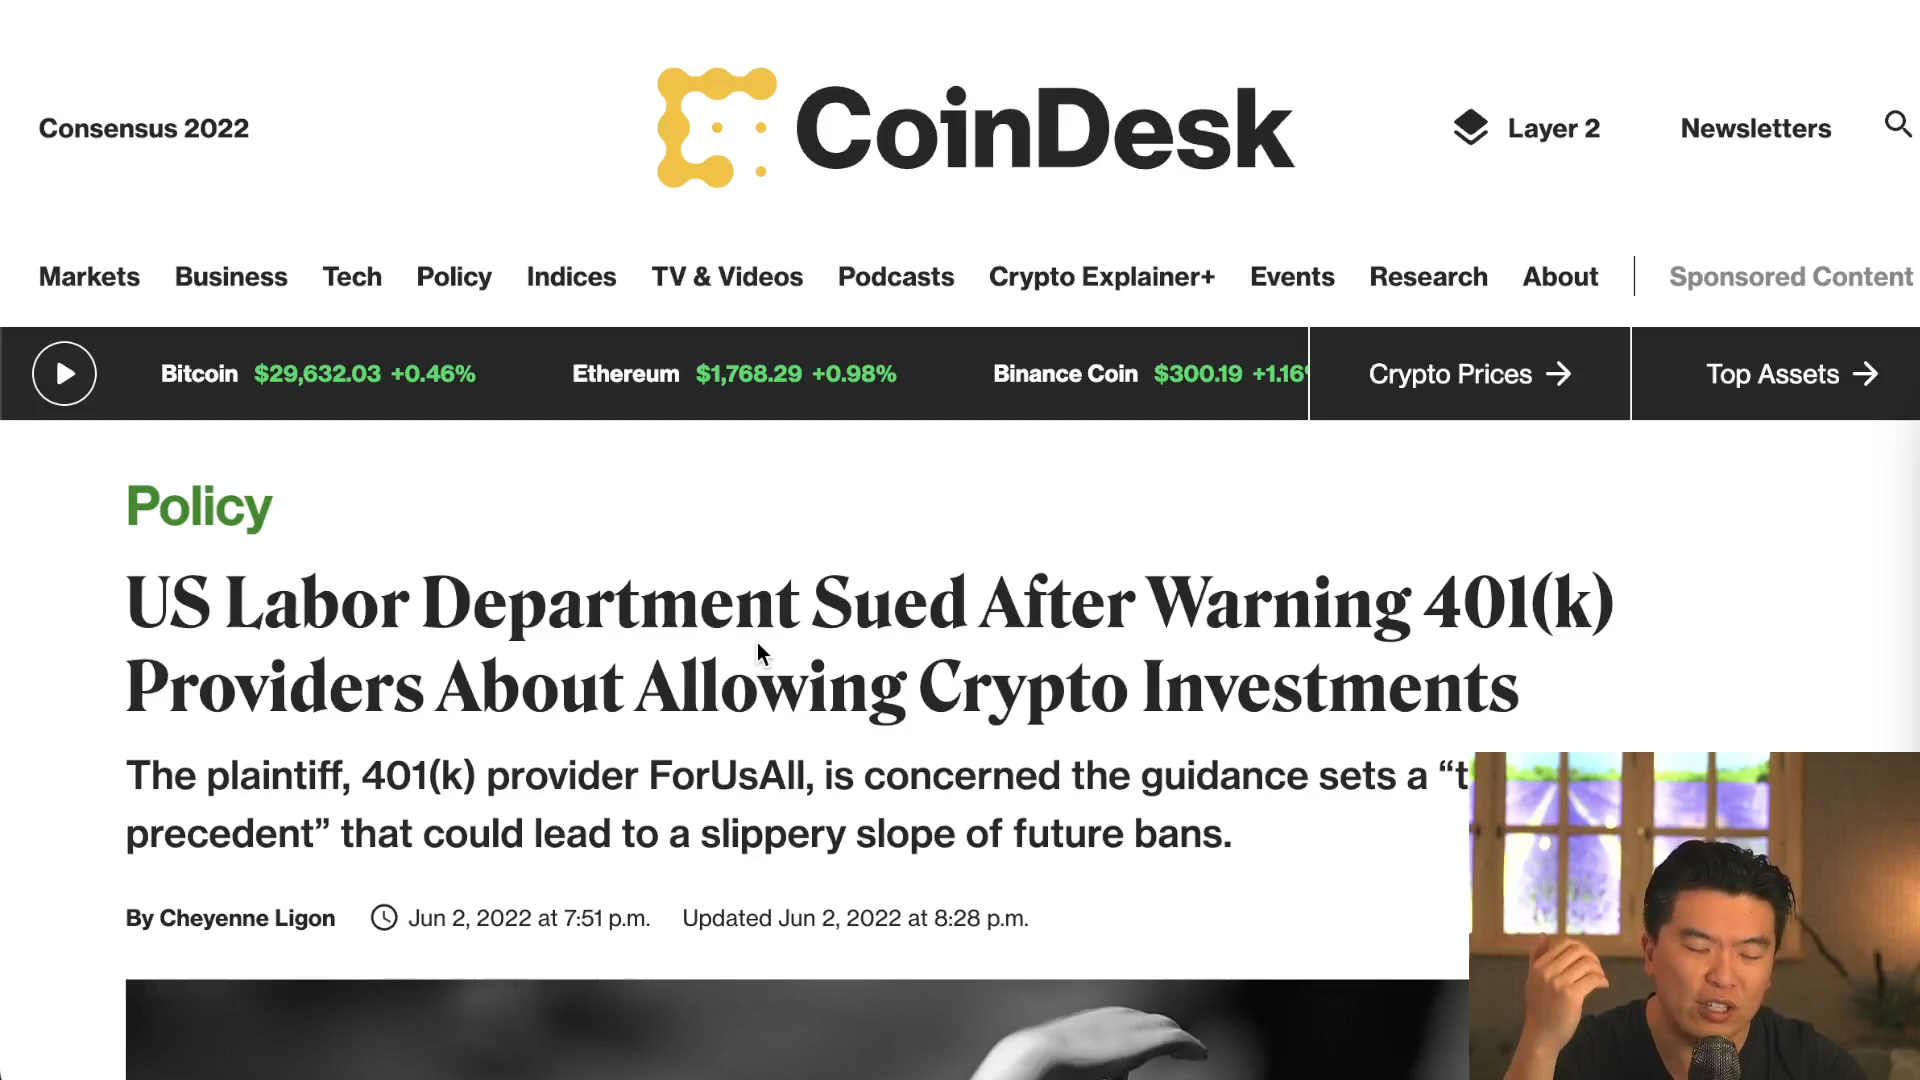 Consensus 2022
CoinDesk
Layer 2
Newsletters
Markets Business Tech Policy Indices TV & Videos Podcasts Crypto Explainer+ Events Research About Sponsored Content
Bitcoin $29,632.03 +0.46% Ethereum $1,768.29 +0.98% Binance Coin $300.19 +1.16 Crypto Prices → Top Assets →
Policy
US Labor Department Sued After Warning 401(k)
Providers About Allowing Crypto Investments
The plaintiff, 401(k) provider ForUsAll, is concerned the guidance sets a “t
precedent” that could lead to a slippery slope of future bans.
By Cheyenne Ligon Jun 2, 2022 at 7:51 p.m. Updated Jun 2, 2022 at 8:28 p.m.